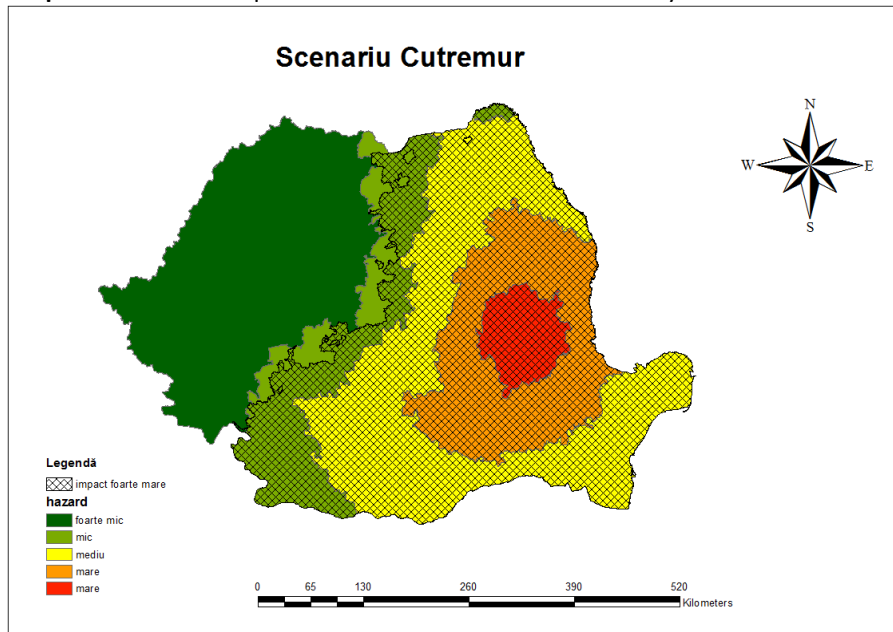 Scenariu Cutremur
N
W
E
S
Legendă
impact foarte mare
hazard
foarte mic
mic
mediu
mare
mare
0 65 130 260 390 520
Kilometers